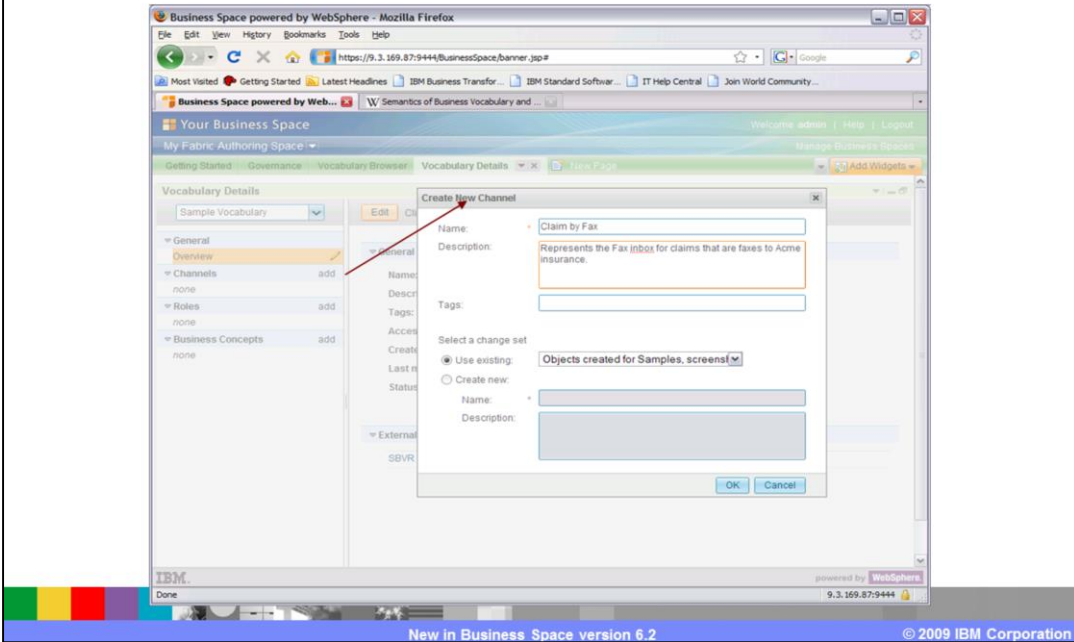 Business Space powered by WebSphere - Mozilla Firefox
File Edit View History Bookmarks Tools Help
https://9.3.169.87:9444/BusinessSpace/banner.jsp#
Google
Most Visited Getting Started Latest Headlines IBM Business Transfor... IBM Standard Softwar... IT Help Central Join World Community...
Business Space powered by Web... W Semantics of Business Vocabulary and ...
Your Business Space
Welcome admin | Help | Logout
My Fabric Authoring Space
Manage Business Spaces
Getting Started Governance Vocabulary Browser Vocabulary Details New Page Add Widgets
Vocabulary Details
Sample Vocabulary
Edit
General
Overview
Channels add
none
Roles add
none
Business Concepts add
none
General
Name:
Descr
Tags:
Acces
Create
Last m
Status
External
SBVR
Create New Channel
Name: * Claim by Fax
Description: Represents the Fax inbox for claims that are faxes to Acme
insurance.
Tags:
Select a change set
Use existing: Objects created for Samples, screensh
Create new:
Name: *
Description:
OK Cancel
IBM.
powered by WebSphere.
Done
9.3.169.87:9444
New in Business Space version 6.2
© 2009 IBM Corporation